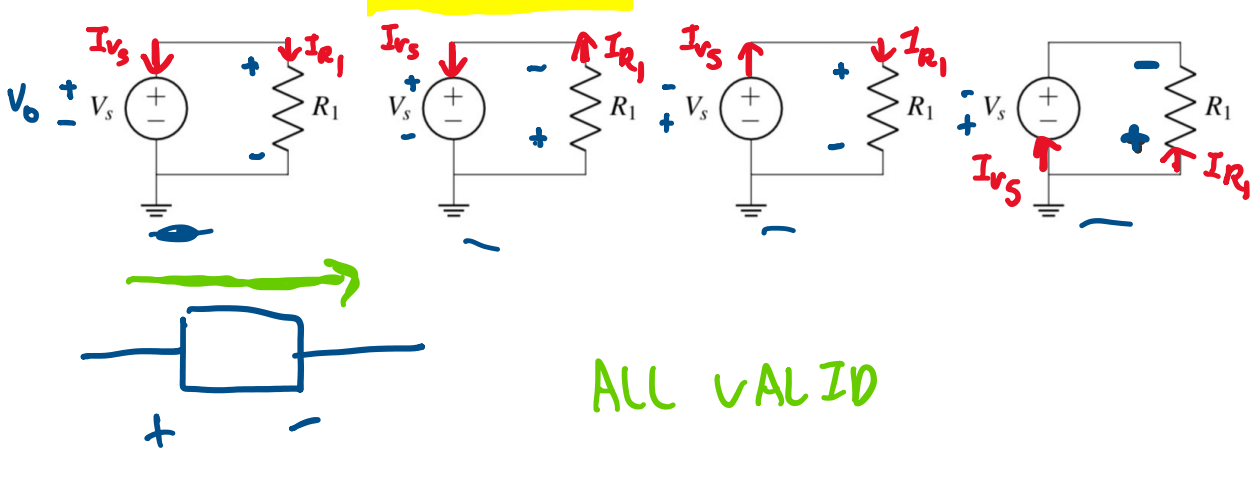 I_Vs I_R1 I_Vs I_R1 I_Vs I_R1
+ + - + - -
V_0 + V_s + R_1 + V_s + R_1 - V_s + R_1 - V_s + R_1
- - - - + + - + - +
- - I_Vs I_R1
+ -
ALL VALID